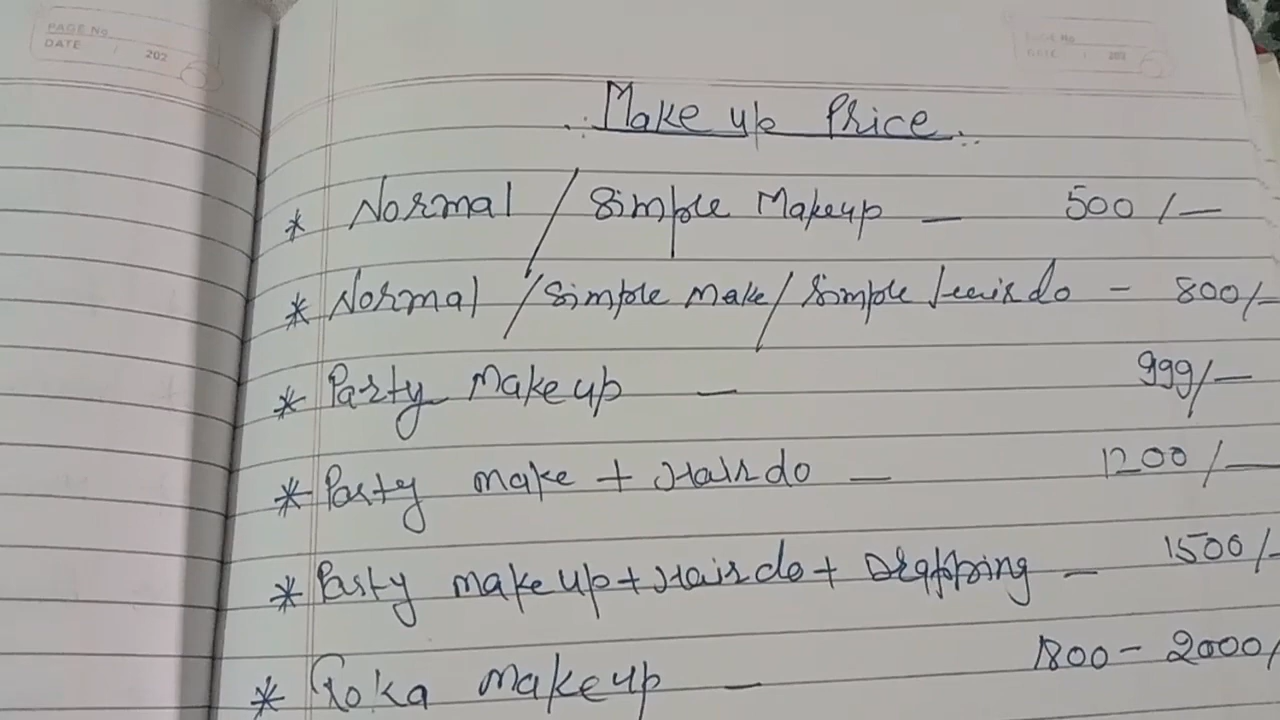 PAGE No.
DATE / 202
Make up Price
* Normal / Simple Makeup — 500/—
* Normal / Simple Make / Simple Hairdo - 800/-
* Party Makeup — 999/—
* Party make + Hairdo — 1200/—
* Party makeup + Hairdo + Drapping — 1500/-
* Roka Makeup — 1800 - 2000/